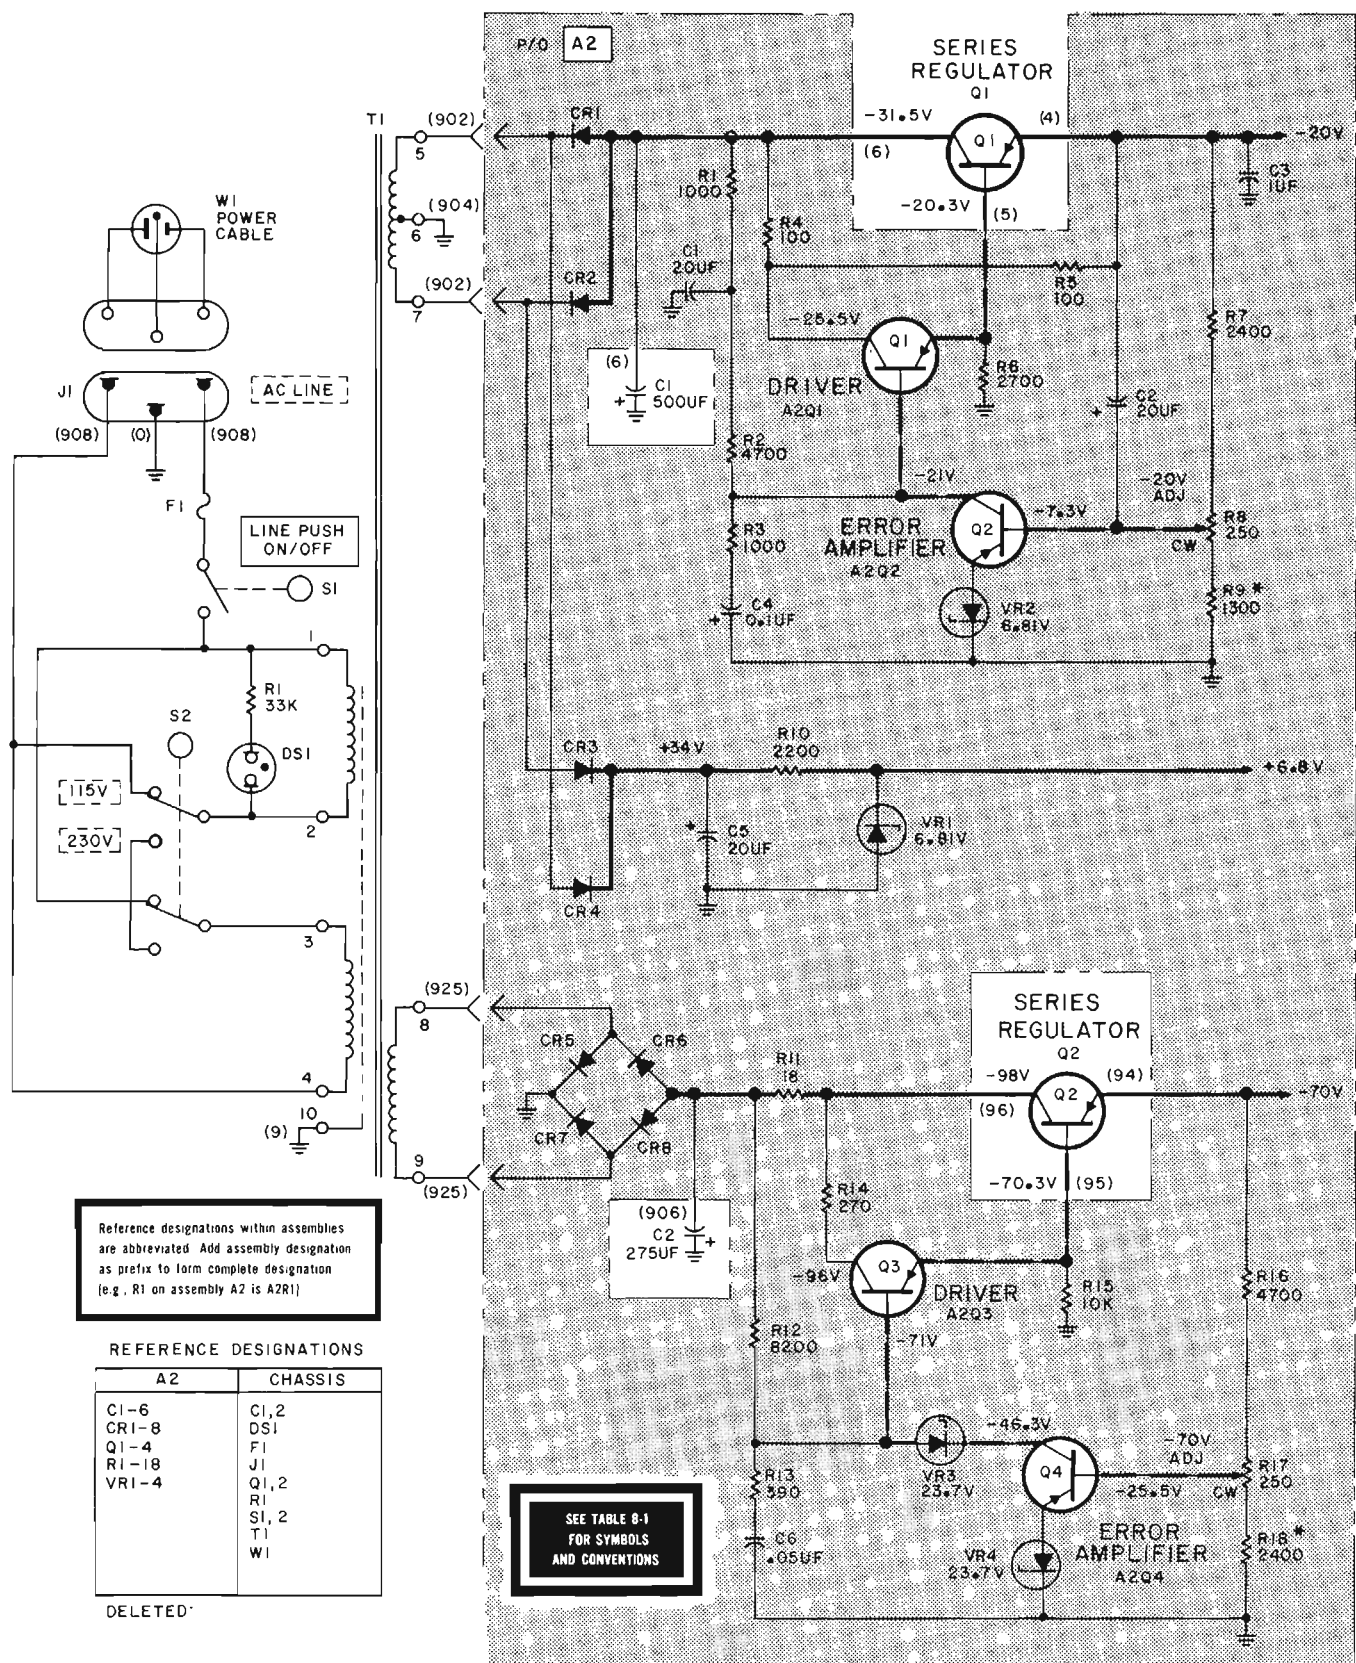 P/O A2
SERIES
REGULATOR
Q1
T1
(902)
5
CR1
-31.5V
(6)
Q1
(4)
-20V
C3
1UF
W1
POWER
CABLE
(904)
6
R1
1000
-20.3V
(5)
R4
100
C1
20UF
R5
100
(902)
7
CR2
-25.5V
Q1
R7
2400
J1
AC LINE
(908)
(0)
(908)
(6)
C1
500UF
+
DRIVER
A2Q1
R6
2700
C2
20UF
+
R2
4700
-21V
-20V
ADJ
F1
LINE PUSH
ON/OFF
S1
R3
1000
ERROR
AMPLIFIER
A2Q2
Q2
-7.3V
CW
R8
250
C4
0.1UF
+
VR2
6.81V
R9*
1300
1
R1
33K
S2
DS1
115V
2
230V
3
CR3
+34V
R10
2200
+6.8V
+
C5
20UF
VR1
6.81V
CR4
4
10
(9)
(925)
8
CR5
CR6
R11
18
SERIES
REGULATOR
Q2
-98V
(96)
Q2
(94)
-70V
CR7
CR8
9
(925)
R14
270
-70.3V
(95)
(906)
C2
275UF
+
-96V
Q3
DRIVER
A2Q3
R15
10K
R16
4700
R12
8200
-71V
Reference designations within assemblies
are abbreviated Add assembly designation
as prefix to form complete designation
(e.g., R1 on assembly A2 is A2R1)
REFERENCE DESIGNATIONS
A2 CHASSIS
C1-6 C1,2
CR1-8 DS1
Q1-4 F1
R1-18 J1
VR1-4 Q1,2
R1
S1,2
T1
W1
DELETED
VR3
23.7V
-46.3V
Q4
-70V
ADJ
-25.5V
CW
R17
250
R13
390
C6
.05UF
VR4
23.7V
ERROR
AMPLIFIER
A2Q4
R18*
2400
SEE TABLE 8-1
FOR SYMBOLS
AND CONVENTIONS